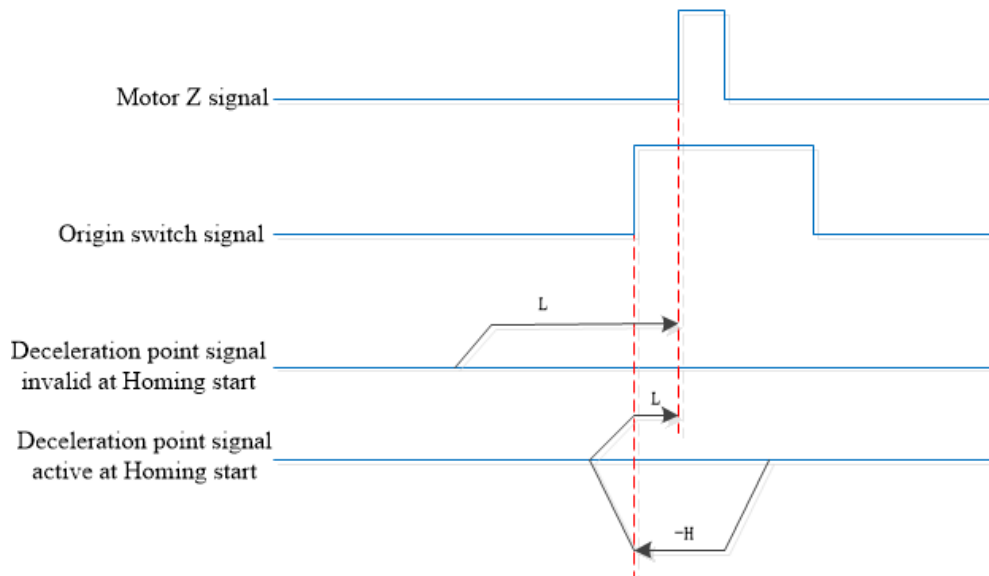 Motor Z signal
Origin switch signal
L
Deceleration point signal
invalid at Homing start
L
Deceleration point signal
active at Homing start
-H